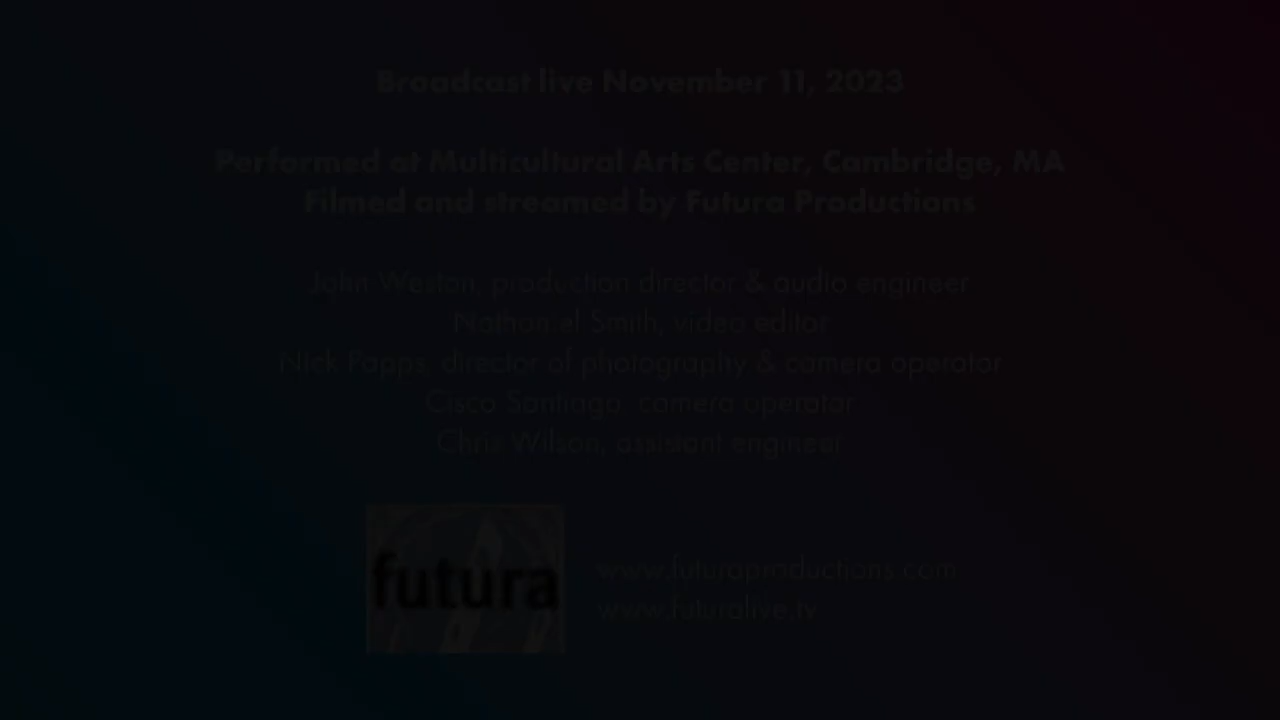 Broadcast live November 11, 2023
Performed at Multicultural Arts Center, Cambridge, MA
Filmed and streamed by Futura Productions
John Weston, production director & audio engineer
Nathaniel Smith, video editor
Nick Papps, director of photography & camera operator
Cisco Santiago, camera operator
Chris Wilson, assistant engineer
futura
www.futuraproductions.com
www.futuralive.tv